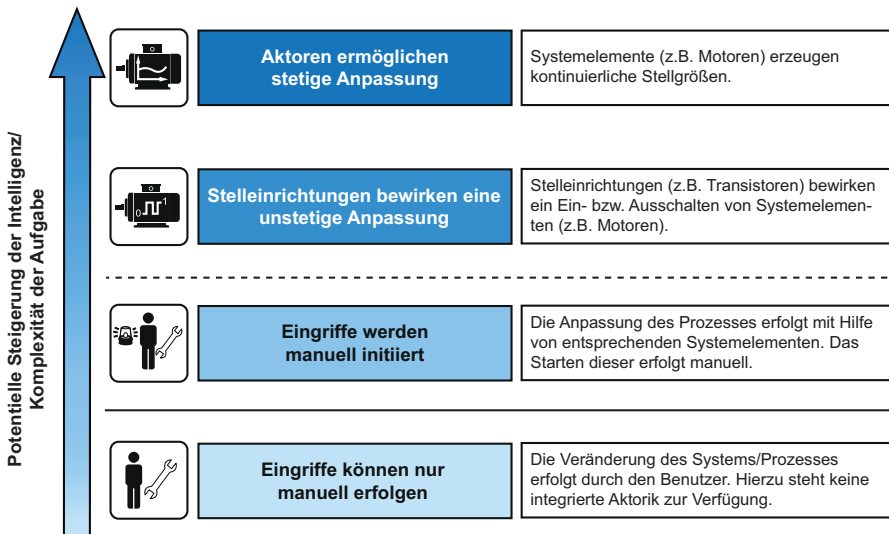 Potentielle Steigerung der Intelligenz/
Komplexität der Aufgabe
Aktoren ermöglichen
stetige Anpassung
Systemelemente (z.B. Motoren) erzeugen
kontinuierliche Stellgrößen.
0 1
Stelleinrichtungen bewirken eine
unstetige Anpassung
Stelleinrichtungen (z.B. Transistoren) bewirken
ein Ein- bzw. Ausschalten von Systemelemen-
ten (z.B. Motoren).
Eingriffe werden
manuell initiiert
Die Anpassung des Prozesses erfolgt mit Hilfe
von entsprechenden Systemelementen. Das
Starten dieser erfolgt manuell.
Eingriffe können nur
manuell erfolgen
Die Veränderung des Systems/Prozesses
erfolgt durch den Benutzer. Hierzu steht keine
integrierte Aktorik zur Verfügung.